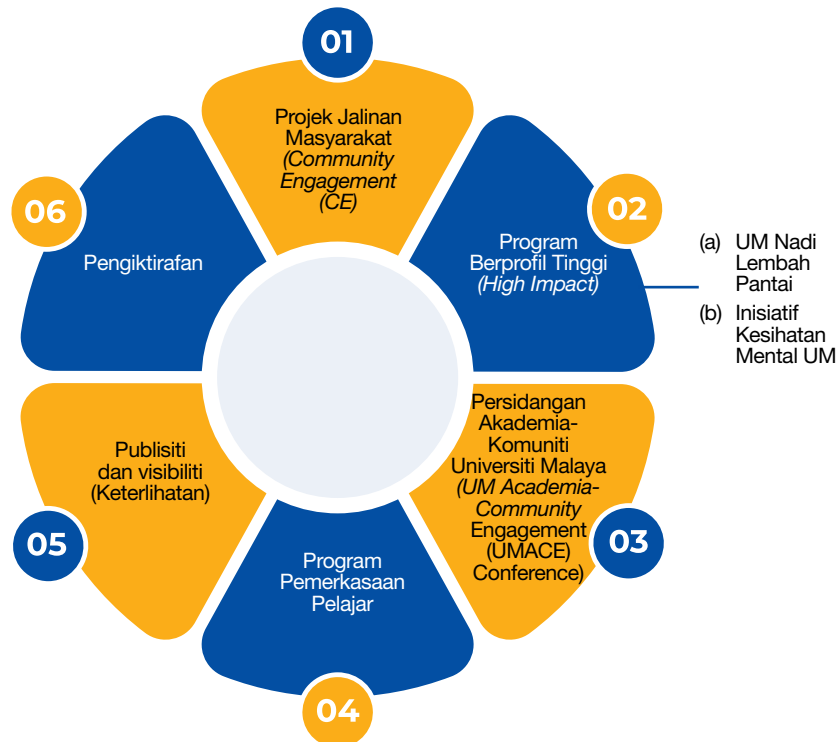 01
Projek Jalinan
Masyarakat
(Community
Engagement
(CE)
02
Program
Berprofil Tinggi
(High Impact)
(a) UM Nadi
Lembah
Pantai
(b) Inisiatif
Kesihatan
Mental UM
03
Persidangan
Akademia-
Komuniti
Universiti Malaya
(UM Academia-
Community
Engagement
(UMACE)
Conference)
04
Program
Pemerkasaan
Pelajar
05
Publisiti
dan visibiliti
(Keterlihatan)
06
Pengiktirafan